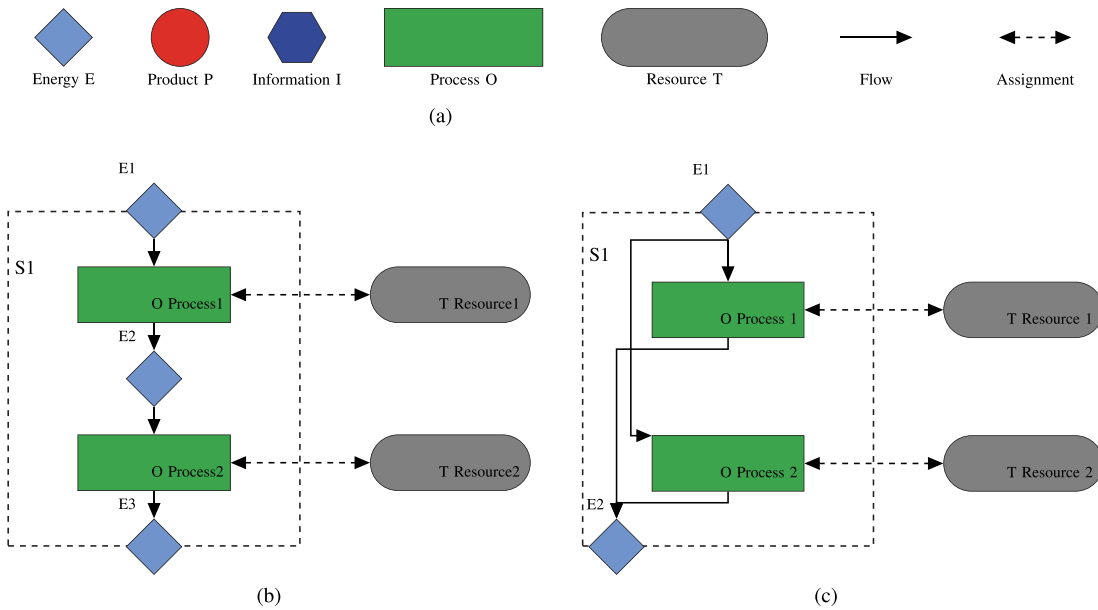 Energy E
Product P
Information I
Process O
Resource T
Flow
Assignment
(a)
E1
S1
O Process1
T Resource1
E2
O Process2
T Resource2
E3
(b)
E1
S1
O Process 1
T Resource 1
O Process 2
T Resource 2
E2
(c)